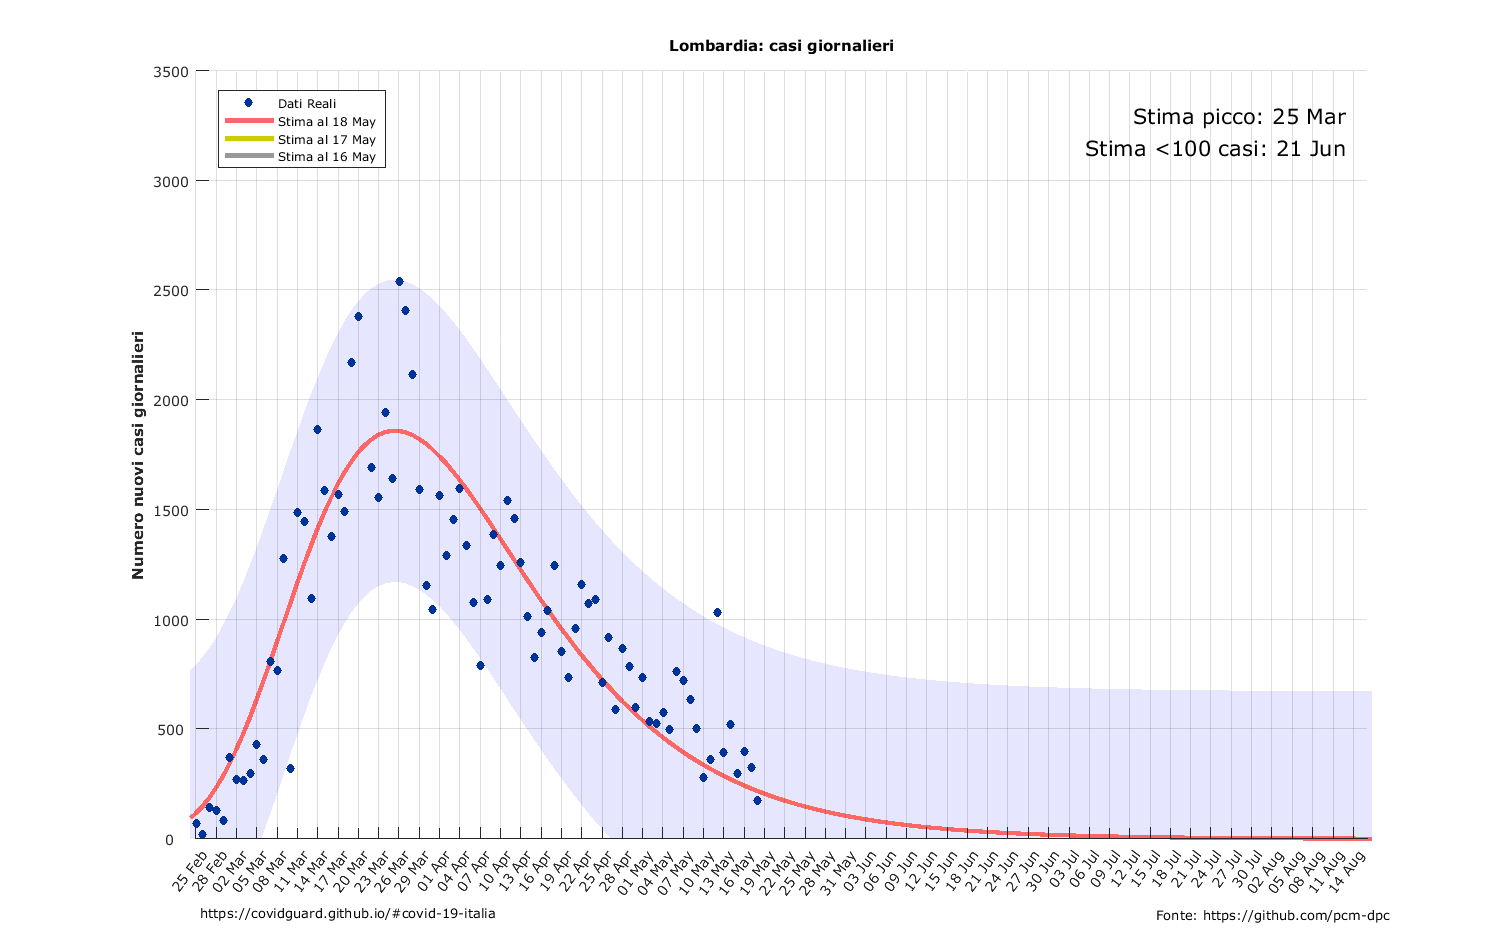 Lombardia: casi giornalieri
3500
3000
2500
2000
1500
1000
500
0
Numero nuovi casi giornalieri
Dati Reali
Stima al 18 May
Stima al 17 May
Stima al 16 May
Stima picco: 25 Mar
Stima <100 casi: 21 Jun
25 Feb
28 Feb
02 Mar
05 Mar
08 Mar
11 Mar
14 Mar
17 Mar
20 Mar
23 Mar
26 Mar
29 Mar
01 Apr
04 Apr
07 Apr
10 Apr
13 Apr
16 Apr
19 Apr
22 Apr
25 Apr
28 Apr
01 May
04 May
07 May
10 May
13 May
16 May
19 May
22 May
25 May
28 May
31 May
03 Jun
06 Jun
09 Jun
12 Jun
15 Jun
18 Jun
21 Jun
24 Jun
27 Jun
30 Jun
03 Jul
06 Jul
09 Jul
12 Jul
15 Jul
18 Jul
21 Jul
24 Jul
27 Jul
30 Jul
02 Aug
05 Aug
08 Aug
11 Aug
14 Aug
https://covidguard.github.io/#covid-19-italia
Fonte: https://github.com/pcm-dpc